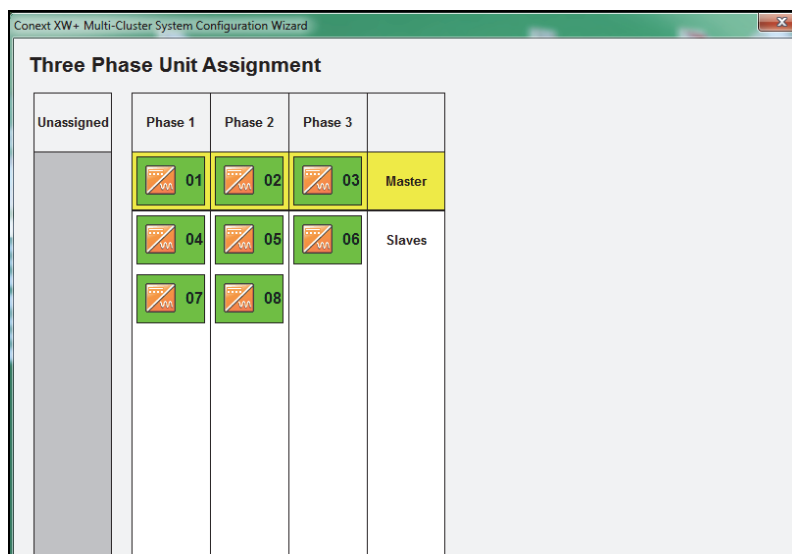 Conext XW+ Multi-Cluster System Configuration Wizard
Three Phase Unit Assignment
Unassigned Phase 1 Phase 2 Phase 3
01 02 03 Master
04 05 06 Slaves
07 08